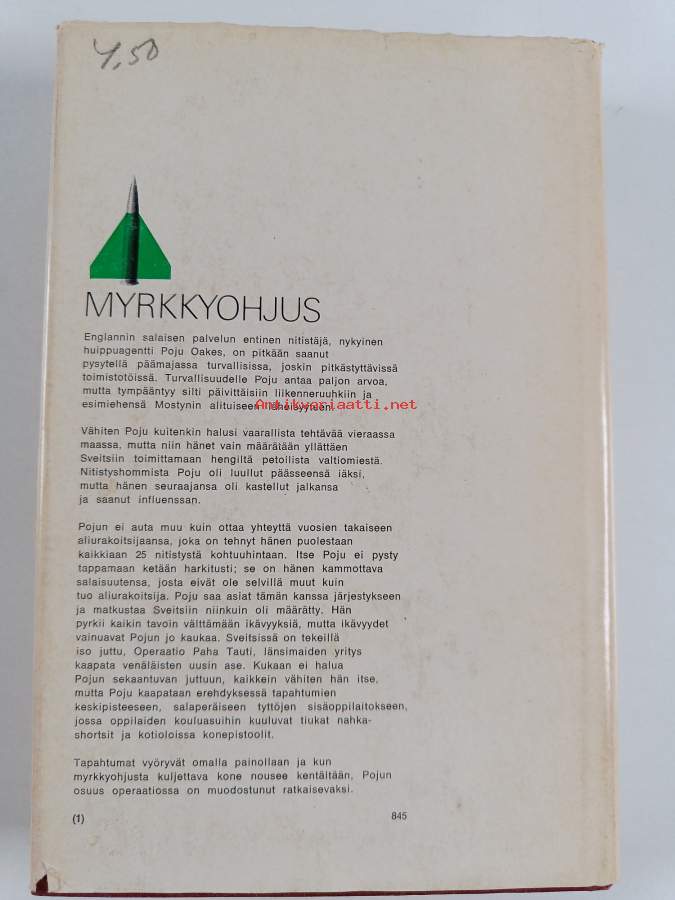 4,50
MYRKKYOHJUS
Englannin salaisen palvelun entinen nitistäjä, nykyinen
huippuagentti Poju Oakes, on pitkään saanut
pysytellä päämajassa turvallisissa, joskin pitkästyttävissä
toimistotöissä. Turvallisuudelle Poju antaa paljon arvoa,
mutta tympääntyy silti päivittäisiin liikenneruuhkiin ja
esimiehensä Mostynin alituiseen läheisyyteen.
Antikvariaatti.net
Vähiten Poju kuitenkin halusi vaarallista tehtävää vieraassa
maassa, mutta niin hänet vain määrätään yllättäen
Sveitsiin toimittamaan hengiltä petollista valtiomiestä.
Nitistyshommista Poju oli luullut päässeensä iäksi,
mutta hänen seuraajansa oli kastellut jalkansa
ja saanut influenssan.
Pojun ei auta muu kuin ottaa yhteyttä vuosien takaiseen
aliurakoitsijaansa, joka on tehnyt hänen puolestaan
kaikkiaan 25 nitistystä kohtuuhintaan. Itse Poju ei pysty
tappamaan ketään harkitusti; se on hänen kammottava
salaisuutensa, josta eivät ole selvillä muut kuin
tuo aliurakoitsija. Poju saa asiat tämän kanssa järjestykseen
ja matkustaa Sveitsiin niinkuin oli määrätty. Hän
pyrkii kaikin tavoin välttämään ikävyyksiä, mutta ikävyydet
vainuavat Pojun jo kaukaa. Sveitsissä on tekeillä
iso juttu, Operaatio Paha Tauti, länsimaiden yritys
kaapata venäläisten uusin ase. Kukaan ei halua
Pojun sekaantuvan juttuun, kaikkein vähiten hän itse,
mutta Poju kaapataan erehdyksessä tapahtumien
keskipisteeseen, salaperäiseen tyttöjen sisäoppilaitokseen,
jossa oppilaiden kouluasuihin kuuluvat tiukat nahka-
shortsit ja kotioloissa konepistoolit.
Tapahtumat vyöryvät omalla painollaan ja kun
myrkkyohjusta kuljettava kone nousee kentältään, Pojun
osuus operaatiossa on muodostunut ratkaisevaksi.
(1) 845